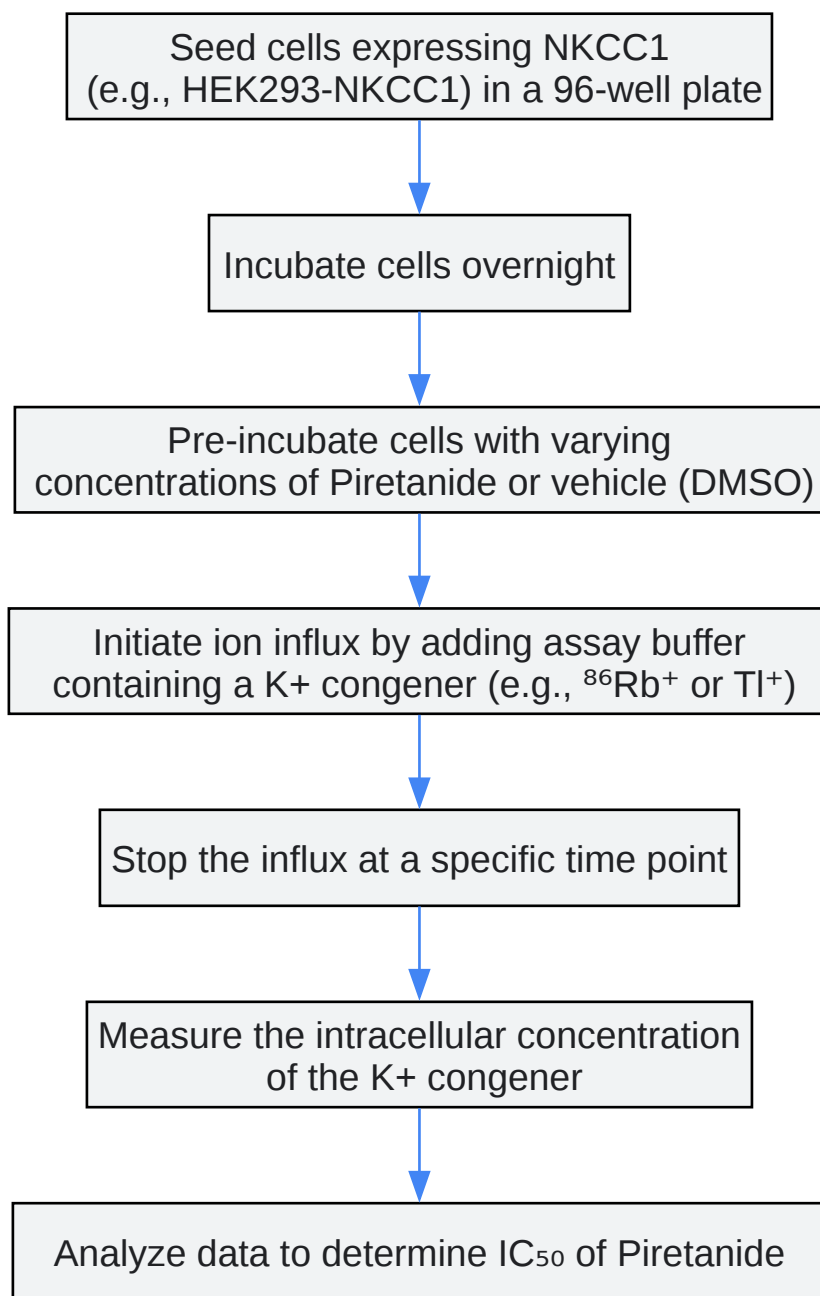 Seed cells expressing NKCC1
(e.g., HEK293-NKCC1) in a 96-well plate
Incubate cells overnight
Pre-incubate cells with varying
concentrations of Piretanide or vehicle (DMSO)
Initiate ion influx by adding assay buffer
containing a K+ congener (e.g., ⁸⁶Rb⁺ or Tl⁺)
Stop the influx at a specific time point
Measure the intracellular concentration
of the K+ congener
Analyze data to determine IC₅₀ of Piretanide